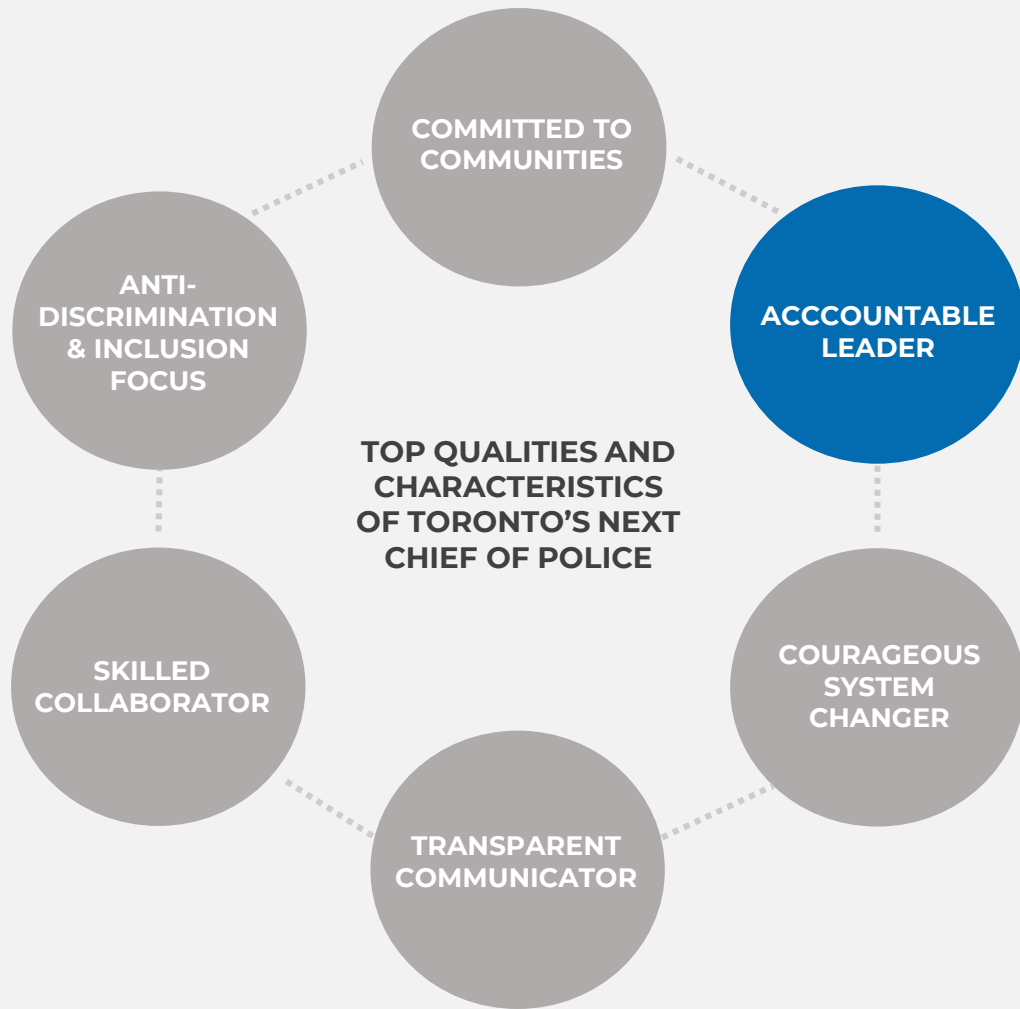 COMMITTED TO
COMMUNITIES
ACCCOUNTABLE
LEADER
COURAGEOUS
SYSTEM
CHANGER
TRANSPARENT
COMMUNICATOR
SKILLED
COLLABORATOR
ANTI-
DISCRIMINATION
& INCLUSION
FOCUS
TOP QUALITIES AND
CHARACTERISTICS
OF TORONTO’S NEXT
CHIEF OF POLICE